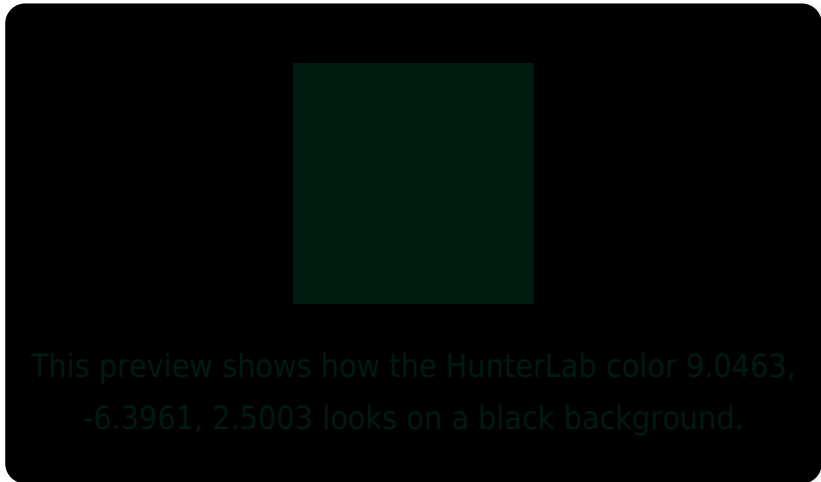 This preview shows how the HunterLab color 9.0463,
-6.3961, 2.5003 looks on a black background.